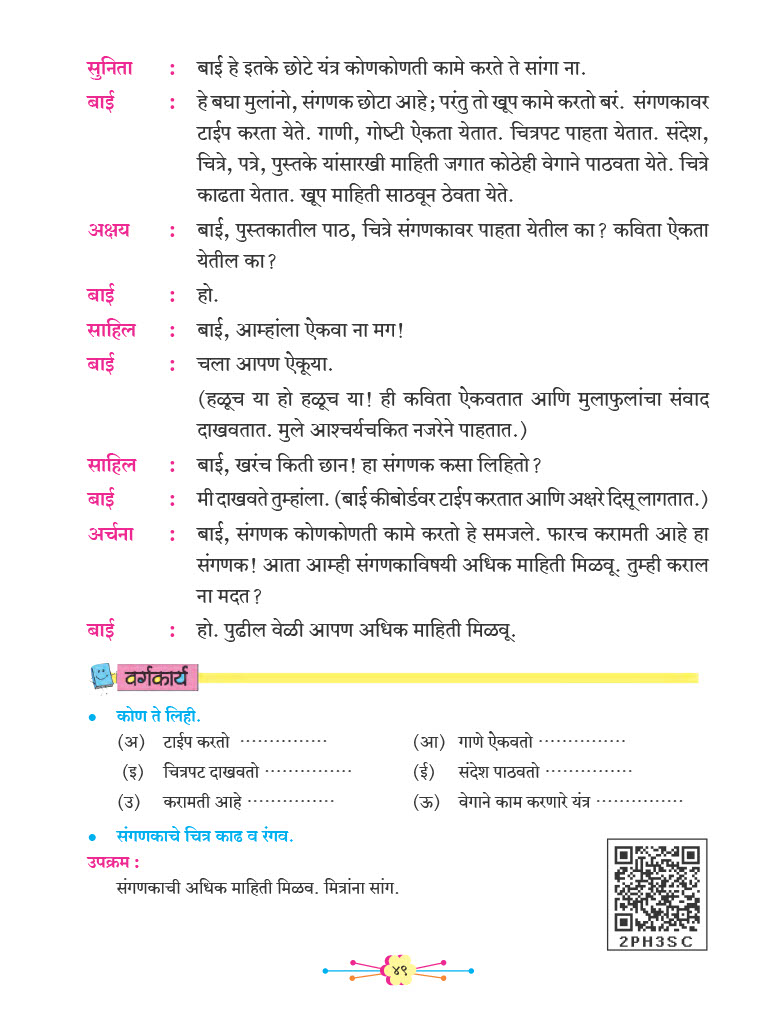 सुनिता : बाई हे इतके छोटे यंत्र कोणकोणती कामे करते ते सांगा ना.
बाई : हे बघा मुलांनो, संगणक छोटा आहे; परंतु तो खूप कामे करतो बरं. संगणकावर
टाईप करता येते. गाणी, गोष्टी ऐकता येतात. चित्रपट पाहता येतात. संदेश,
चित्रे, पत्रे, पुस्तके यांसारखी माहिती जगात कोठेही वेगाने पाठवता येते. चित्रे
काढता येतात. खूप माहिती साठवून ठेवता येते.
अक्षय : बाई, पुस्तकातील पाठ, चित्रे संगणकावर पाहता येतील का? कविता ऐकता
येतील का?
बाई : हो.
साहिल : बाई, आम्हांला ऐकवा ना मग!
बाई : चला आपण ऐकूया.
(हळूच या हो हळूच या! ही कविता ऐकवतात आणि मुलाफुलांचा संवाद
दाखवतात. मुले आश्चर्यचकित नजरेने पाहतात.)
साहिल : बाई, खरंच किती छान! हा संगणक कसा लिहितो?
बाई : मी दाखवते तुम्हांला. (बाई कीबोर्डवर टाईप करतात आणि अक्षरे दिसू लागतात.)
अर्चना : बाई, संगणक कोणकोणती कामे करतो हे समजले. फारच करामती आहे हा
संगणक! आता आम्ही संगणकाविषयी अधिक माहिती मिळवू. तुम्ही कराल
ना मदत?
बाई : हो. पुढील वेळी आपण अधिक माहिती मिळवू.
वर्गकार्य
• कोण ते लिही.
(अ) टाईप करतो ............... (आ) गाणे ऐकवतो ...............
(इ) चित्रपट दाखवतो ............... (ई) संदेश पाठवतो ...............
(उ) करामती आहे ............... (ऊ) वेगाने काम करणारे यंत्र ...............
• संगणकाचे चित्र काढ व रंगव.
उपक्रम :
संगणकाची अधिक माहिती मिळव. मित्रांना सांग.
2PH3SC
४९